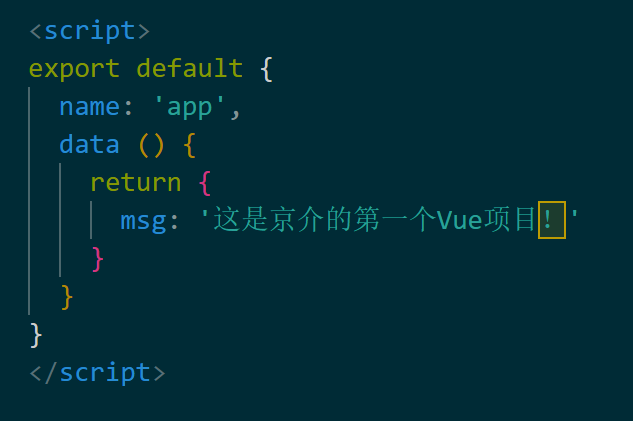 <script>
export default {
  name: 'app',
  data () {
    return {
      msg: '这是京介的第一个Vue项目！'
    }
  }
}
</script>